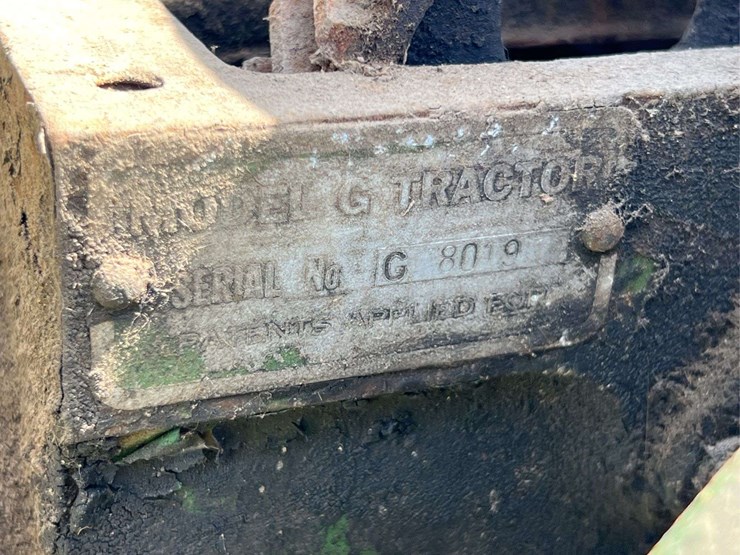 MODEL G TRACTOR
SERIAL No G 8019
PATENTS APPLIED FOR